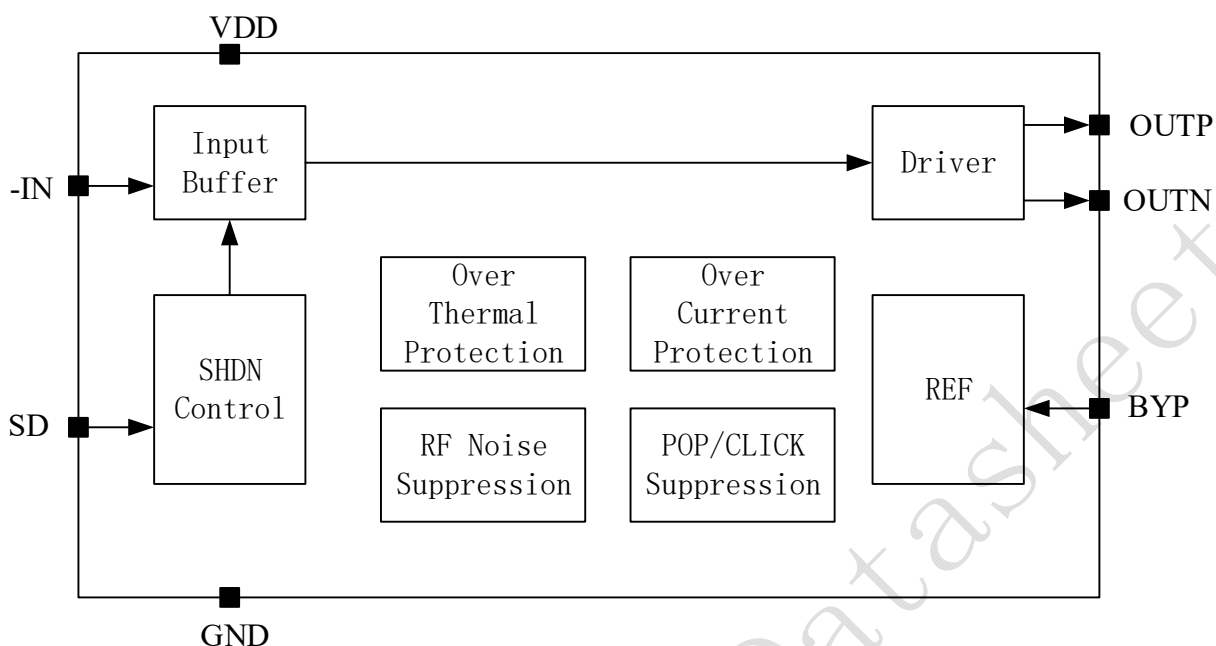 VDD
Input
Buffer
-IN
Driver
OUTP
OUTN
Over
Thermal
Protection
Over
Current
Protection
SHDN
Control
SD
REF
BYP
RF Noise
Suppression
POP/CLICK
Suppression
GND
Datasheet